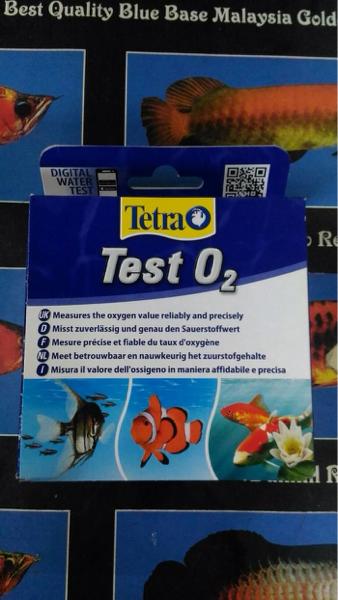 Best Quality Blue Base Malaysia Gold
DIGITAL
WATER
TEST
Tetra
Test O₂
UK Measures the oxygen value reliably and precisely
D Misst zuverlässig und genau den Sauerstoffwert
F Mesure précise et fiable du taux d'oxygène
NL Meet betrouwbaar en nauwkeurig het zuurstofgehalte
I Misura il valore dell'ossigeno in maniera affidabile e precisa